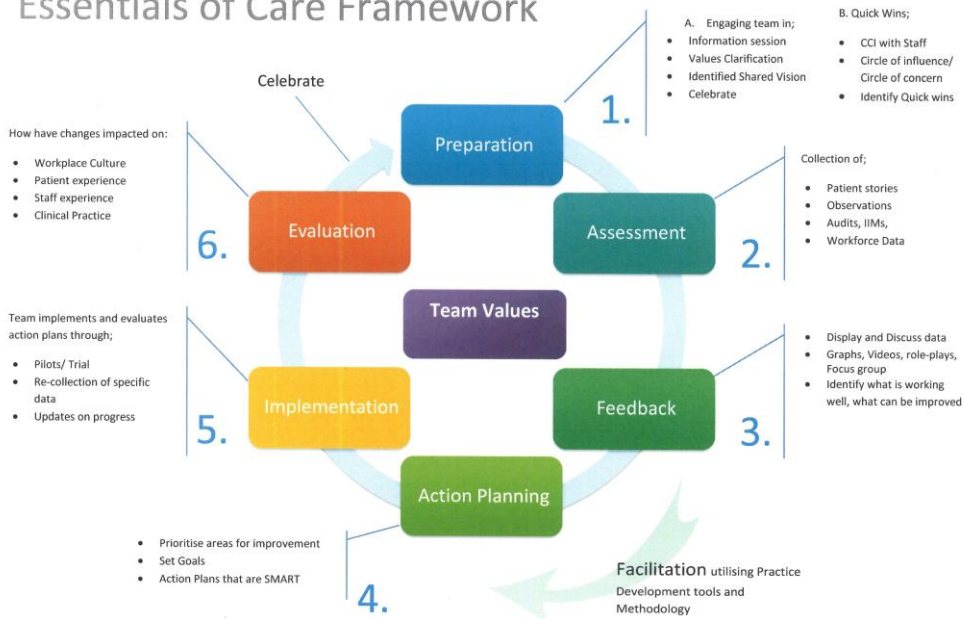 Essentials of Care Framework
A. Engaging team in;
• Information session
• Values Clarification
• Identified Shared Vision
• Celebrate
B. Quick Wins;
• CCI with Staff
• Circle of influence/
Circle of concern
• Identify Quick wins
1.
Celebrate
Preparation
How have changes impacted on:
• Workplace Culture
• Patient experience
• Staff experience
• Clinical Practice
6.
Evaluation
Assessment
2.
Collection of;
• Patient stories
• Observations
• Audits, IIMs,
• Workforce Data
Team Values
Team implements and evaluates
action plans through;
• Pilots/ Trial
• Re-collection of specific
data
• Updates on progress
5.
Implementation
Feedback
3.
• Display and Discuss data
• Graphs, Videos, role-plays,
Focus group
• Identify what is working
well, what can be improved
Action Planning
• Prioritise areas for improvement
• Set Goals
• Action Plans that are SMART
4.
Facilitation utilising Practice
Development tools and
Methodology